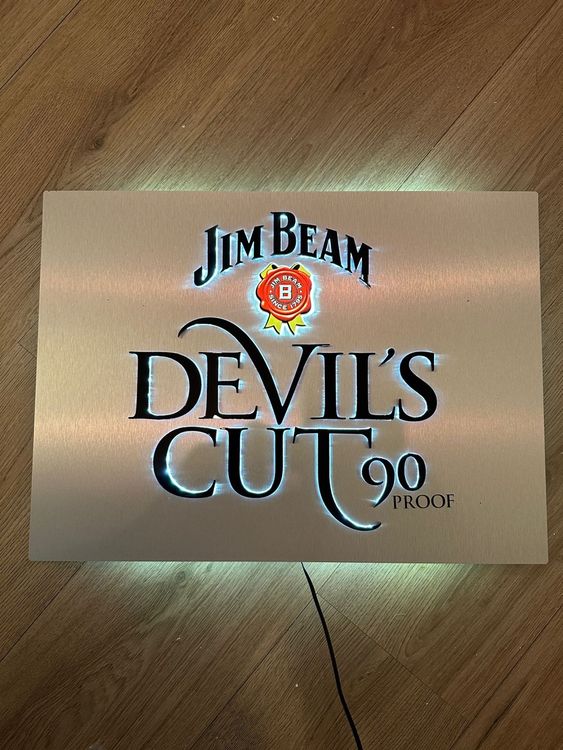 JIM BEAM
JIM BEAM
B
SINCE 1795
DEVIL'S
CUT 90
PROOF